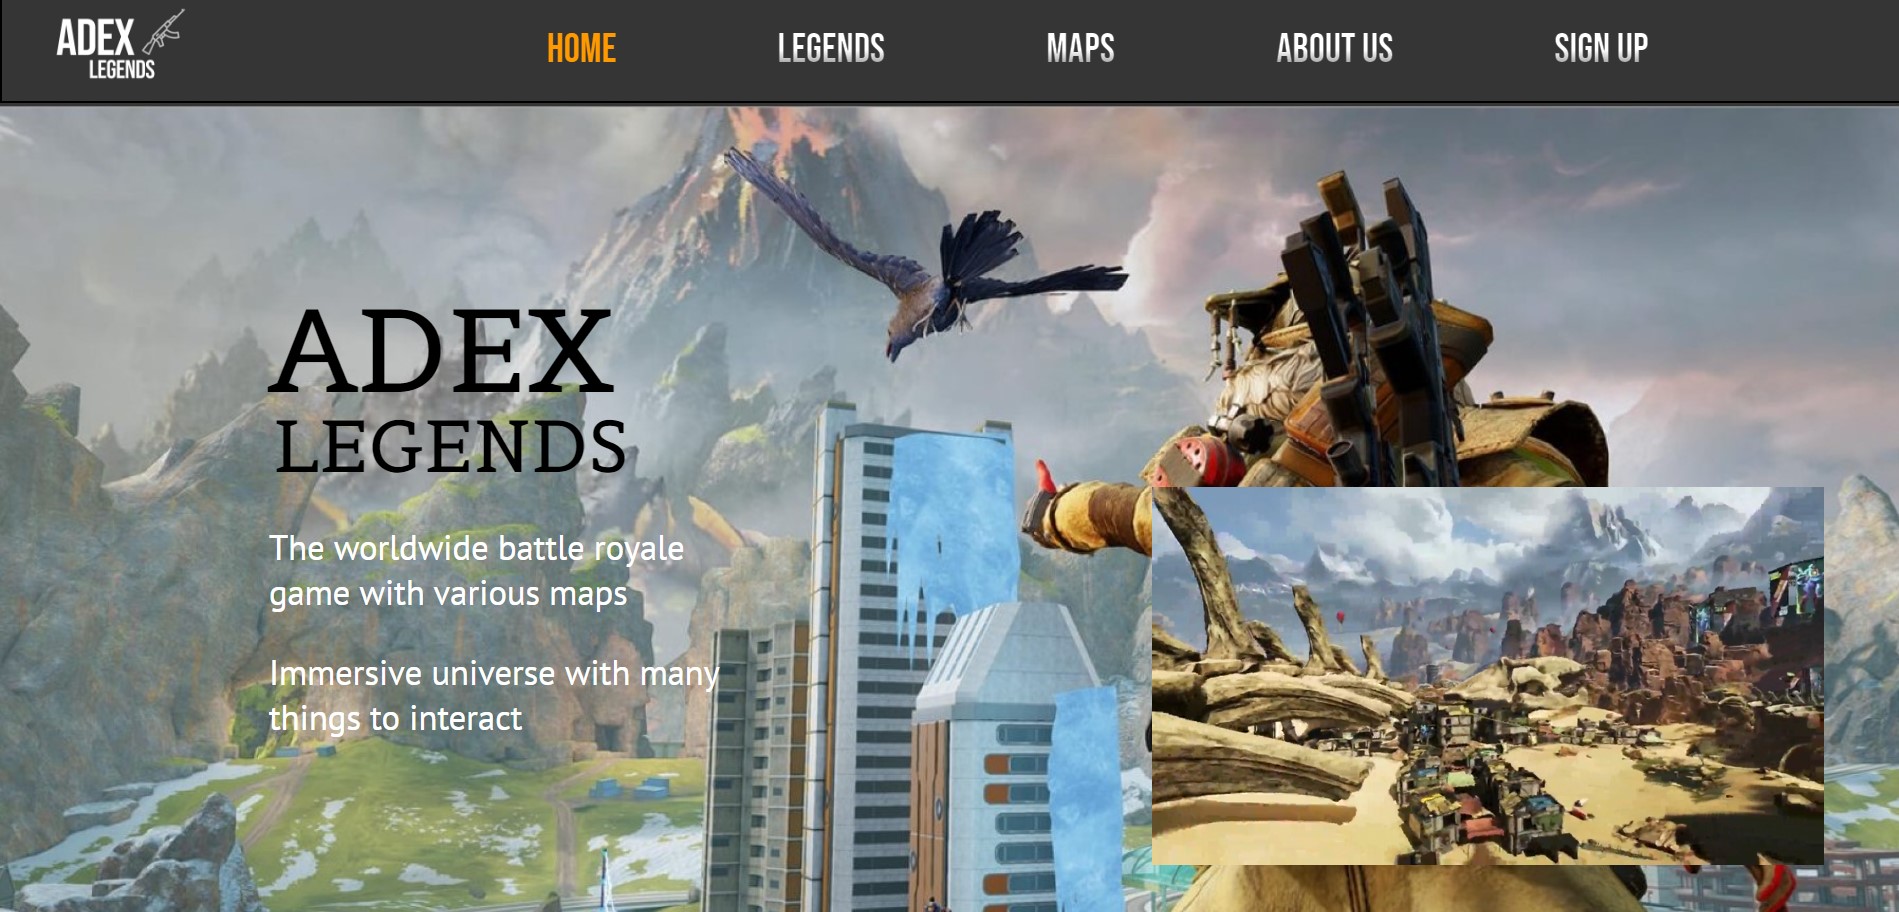 ADEX
LEGENDS
HOME
LEGENDS
MAPS
ABOUT US
SIGN UP
ADEX
LEGENDS
The worldwide battle royale
game with various maps
Immersive universe with many
things to interact